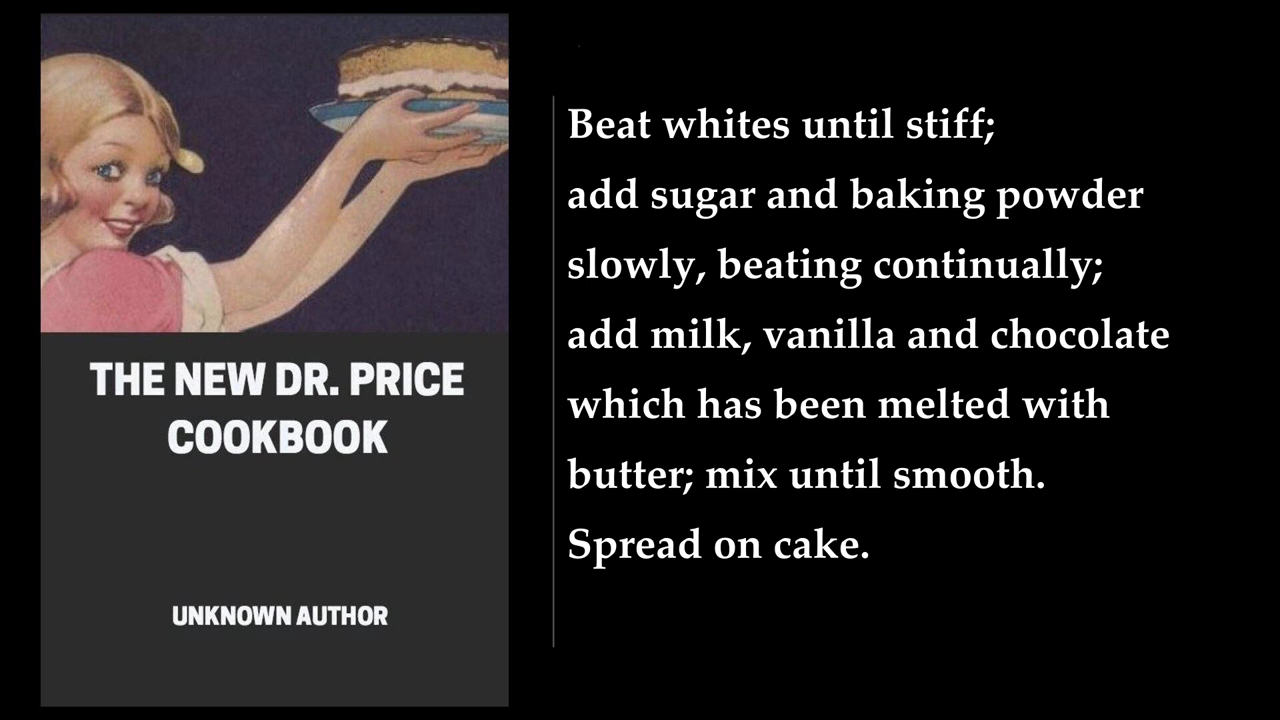 THE NEW DR. PRICE
COOKBOOK
UNKNOWN AUTHOR
Beat whites until stiff;
add sugar and baking powder
slowly, beating continually;
add milk, vanilla and chocolate
which has been melted with
butter; mix until smooth.
Spread on cake.